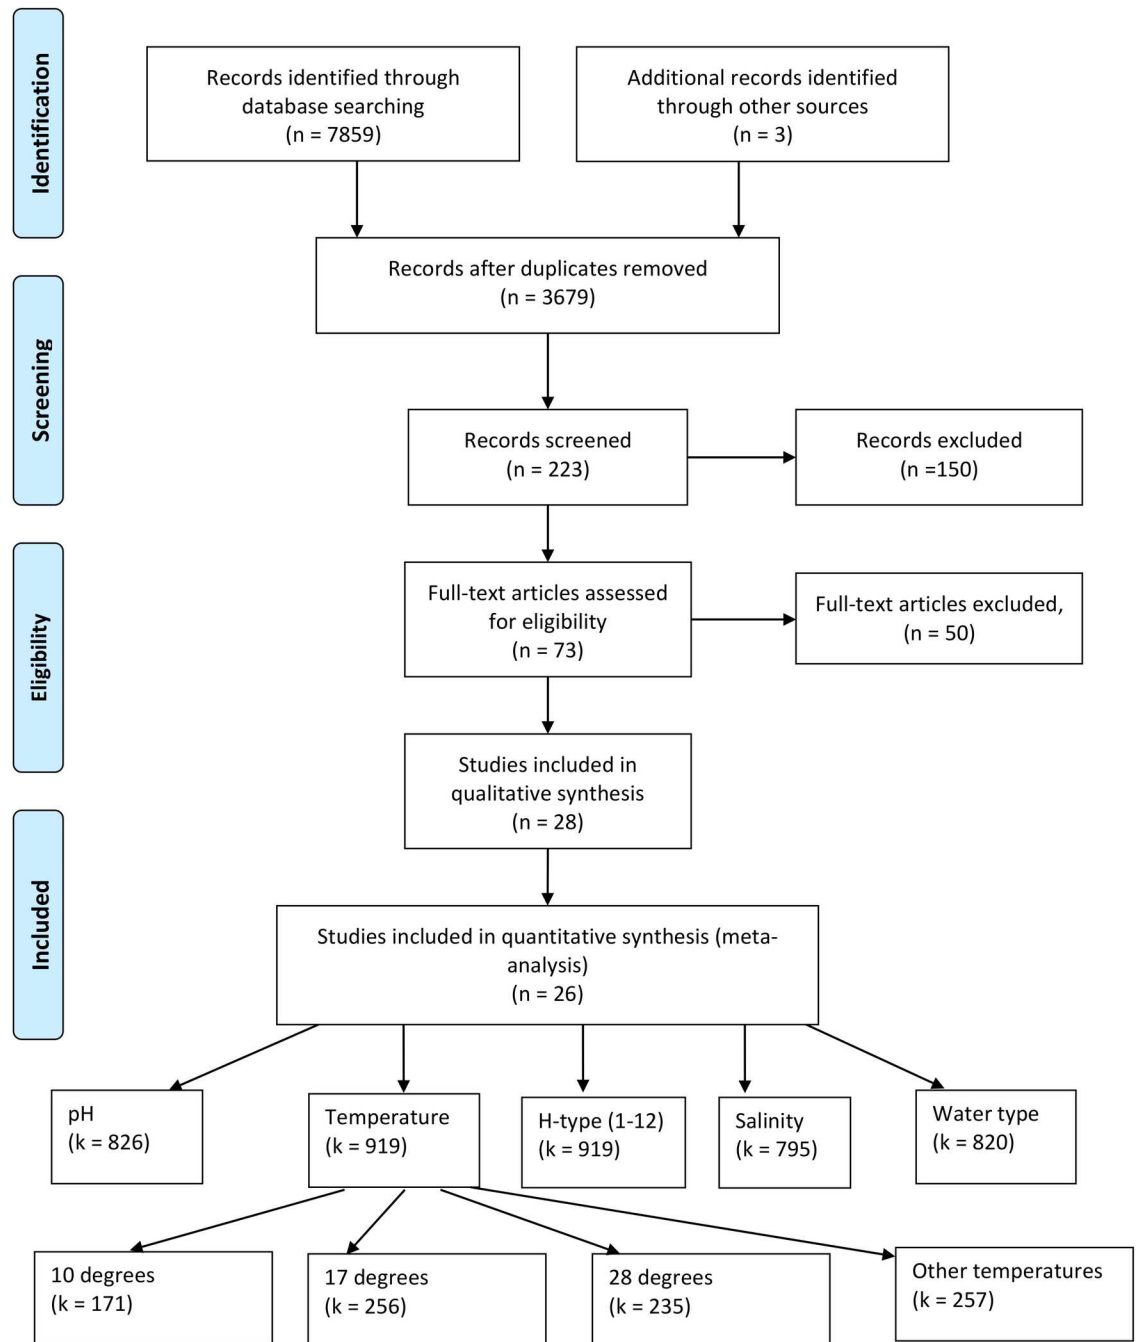 Identification
Records identified through
database searching
(n = 7859)
Additional records identified
through other sources
(n = 3)
Records after duplicates removed
(n = 3679)
Screening
Records screened
(n = 223)
Records excluded
(n =150)
Eligibility
Full-text articles assessed
for eligibility
(n = 73)
Full-text articles excluded,
(n = 50)
Studies included in
qualitative synthesis
(n = 28)
Included
Studies included in quantitative synthesis (meta-
analysis)
(n = 26)
pH
(k = 826)
Temperature
(k = 919)
H-type (1-12)
(k = 919)
Salinity
(k = 795)
Water type
(k = 820)
10 degrees
(k = 171)
17 degrees
(k = 256)
28 degrees
(k = 235)
Other temperatures
(k = 257)